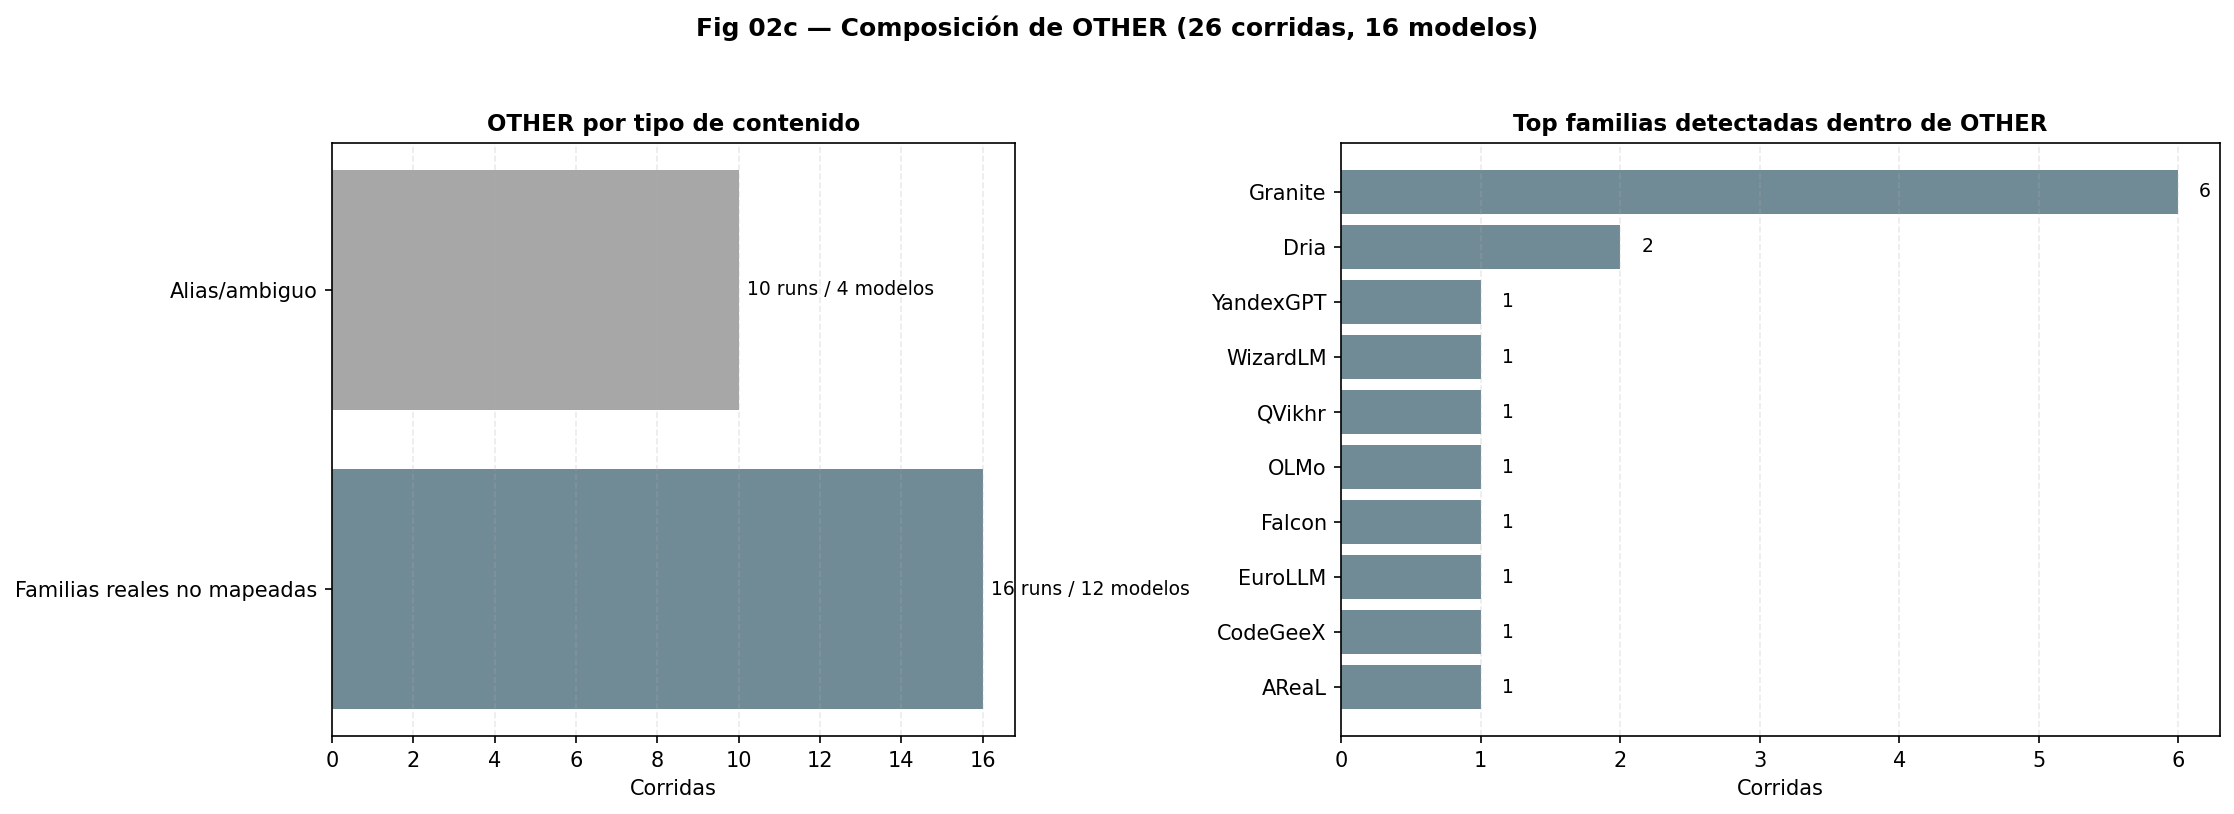 Fig 02c — Composición de OTHER (26 corridas, 16 modelos)
OTHER por tipo de contenido
Alias/ambiguo
10 runs / 4 modelos
Familias reales no mapeadas
16 runs / 12 modelos
0 2 4 6 8 10 12 14 16
Corridas
Top familias detectadas dentro de OTHER
Granite 6
Dria 2
YandexGPT 1
WizardLM 1
QVikhr 1
OLMo 1
Falcon 1
EuroLLM 1
CodeGeeX 1
AReaL 1
0 1 2 3 4 5 6
Corridas